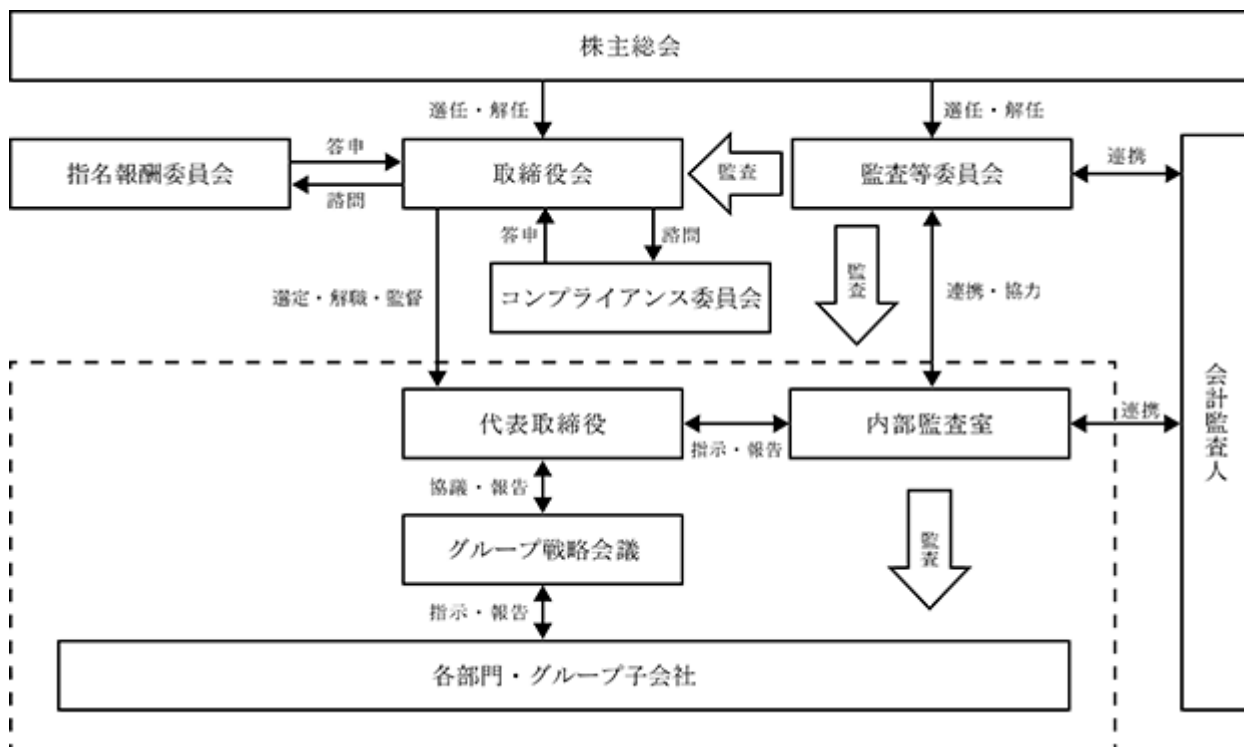 株主総会
選任・解任
選任・解任
指名報酬委員会
答申
諮問
取締役会
監査
監査等委員会
連携
答申
諮問
選定・解職・監督
コンプライアンス委員会
監査
連携・協力
会計監査人
代表取締役
指示・報告
内部監査室
連携
協議・報告
グループ戦略会議
監査
指示・報告
各部門・グループ子会社